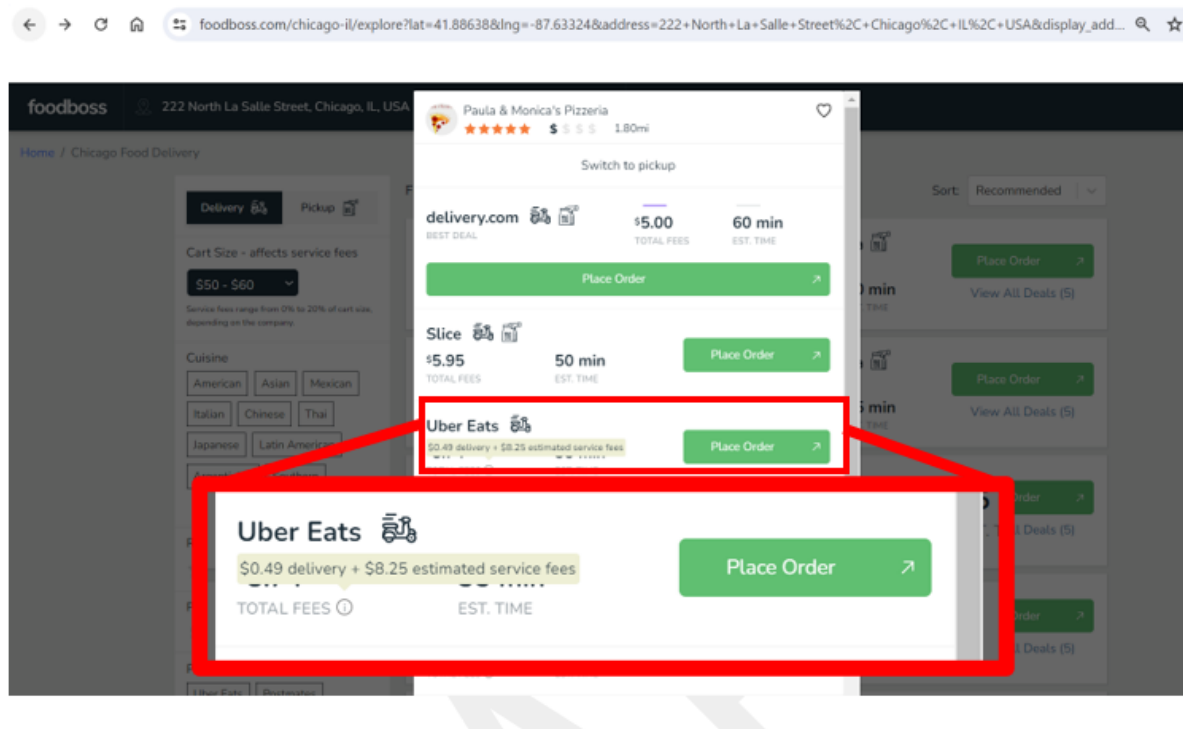 foodboss.com/chicago-il/explore?lat=41.88638&lng=-87.63324&address=222+North+La+Salle+Street%2C+Chicago%2C+IL%2C+USA&display_add...
foodboss 222 North La Salle Street, Chicago, IL, USA
Home / Chicago Food Delivery
Delivery Pickup
Cart Size - affects service fees
$50 - $60
Service fees range from 0% to 20% of cart size,
depending on the company.
Cuisine
American Asian Mexican
Italian Chinese Thai
Japanese Latin American
Uber Eats Postmates
Paula & Monica's Pizzeria
$ $ $ $ 1.80mi
Switch to pickup
delivery.com
BEST DEAL
$5.00
TOTAL FEES
60 min
EST. TIME
Place Order
Slice
$5.95
TOTAL FEES
50 min
EST. TIME
Place Order
Uber Eats
$0.49 delivery + $8.25 estimated service fees
Place Order
Uber Eats
$0.49 delivery + $8.25 estimated service fees
TOTAL FEES
EST. TIME
Place Order
Sort: Recommended
Place Order
min
View All Deals (5)
TIME
Place Order
min
View All Deals (5)
TIME
Order
All Deals (5)
Order
All Deals (5)